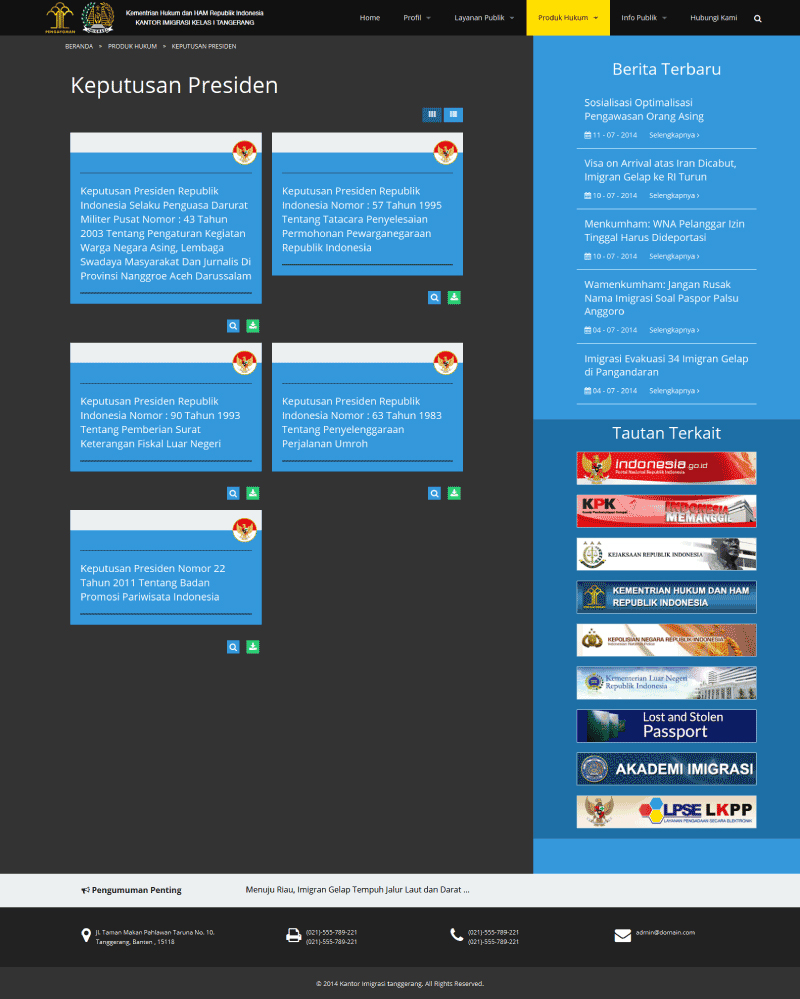 PENGAYOMAN
Kementrian Hukum dan HAM Republik Indonesia
KANTOR IMIGRASI KELAS I TANGERANG
Home
Profil
Layanan Publik
Produk Hukum
Info Publik
Hubungi Kami
BERANDA » PRODUK HUKUM » KEPUTUSAN PRESIDEN
Keputusan Presiden
Keputusan Presiden Republik
Indonesia Selaku Penguasa Darurat
Militer Pusat Nomor : 43 Tahun
2003 Tentang Pengaturan Kegiatan
Warga Negara Asing, Lembaga
Swadaya Masyarakat Dan Jurnalis Di
Provinsi Nanggroe Aceh Darussalam
Keputusan Presiden Republik
Indonesia Nomor : 57 Tahun 1995
Tentang Tatacara Penyelesaian
Permohonan Pewarganegaraan
Republik Indonesia
Keputusan Presiden Republik
Indonesia Nomor : 90 Tahun 1993
Tentang Pemberian Surat
Keterangan Fiskal Luar Negeri
Keputusan Presiden Republik
Indonesia Nomor : 63 Tahun 1983
Tentang Penyelenggaraan
Perjalanan Umroh
Keputusan Presiden Nomor 22
Tahun 2011 Tentang Badan
Promosi Pariwisata Indonesia
Berita Terbaru
Sosialisasi Optimalisasi
Pengawasan Orang Asing
11 - 07 - 2014 Selengkapnya ›
Visa on Arrival atas Iran Dicabut,
Imigran Gelap ke RI Turun
10 - 07 - 2014 Selengkapnya ›
Menkumham: WNA Pelanggar Izin
Tinggal Harus Dideportasi
10 - 07 - 2014 Selengkapnya ›
Wamenkumham: Jangan Rusak
Nama Imigrasi Soal Paspor Palsu
Anggoro
04 - 07 - 2014 Selengkapnya ›
Imigrasi Evakuasi 34 Imigran Gelap
di Pangandaran
04 - 07 - 2014 Selengkapnya ›
Tautan Terkait
indonesia.go.id
Portal Nasional Republik Indonesia
KPK
INDONESIA
MEMANGGIL
KEJAKSAAN REPUBLIK INDONESIA
KEMENTRIAN HUKUM DAN HAM
REPUBLIK INDONESIA
KEPOLISIAN NEGARA REPUBLIK INDONESIA
Kementerian Luar Negeri
Republik Indonesia
Lost and Stolen
Passport
AKADEMI IMIGRASI
LPSE LKPP
LAYANAN PENGADAAN SECARA ELEKTRONIK
Pengumuman Penting
Menuju Riau, Imigran Gelap Tempuh Jalur Laut dan Darat ...
Jl. Taman Makan Pahlawan Taruna No. 10,
Tanggerang, Banten , 15118
(021)-555-789-221
(021)-555-789-221
(021)-555-789-221
(021)-555-789-221
admin@domain.com
© 2014 Kantor Imigrasi tanggerang. All Rights Reserved.